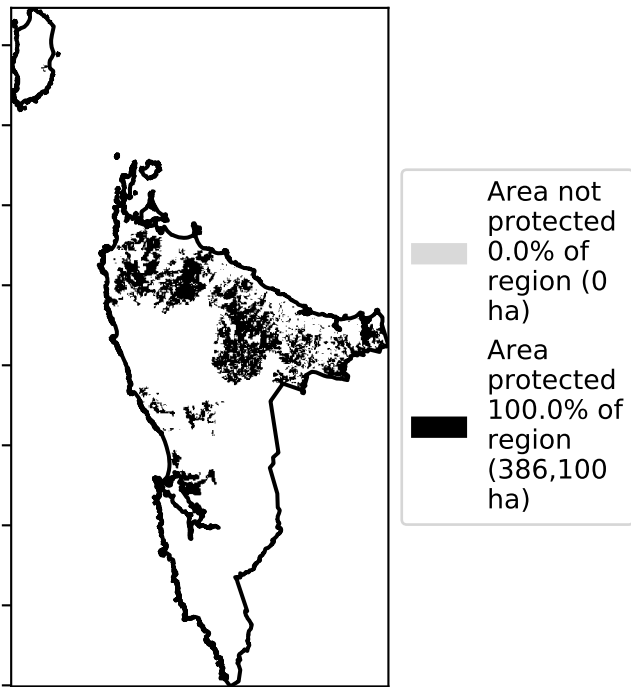 Area not
protected
0.0% of
region (0
ha)
Area
protected
100.0% of
region
(386,100
ha)